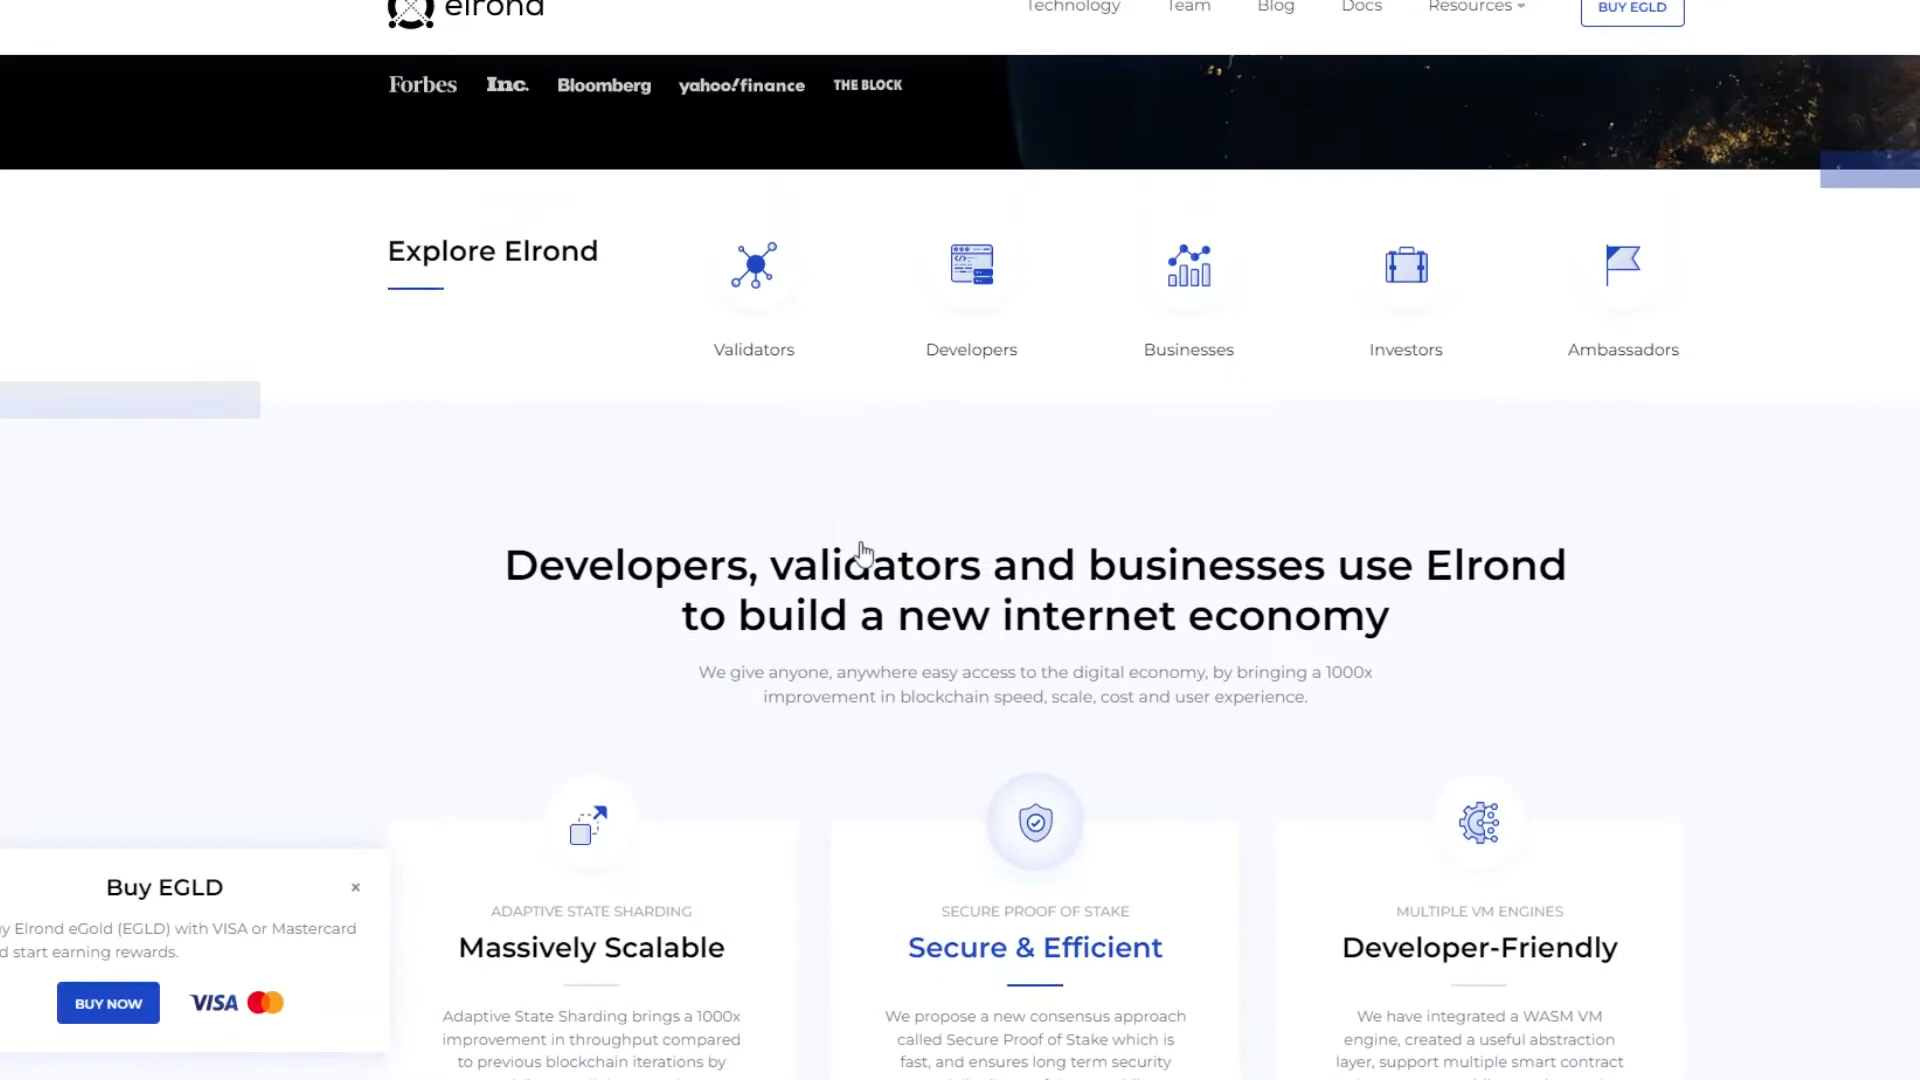 elrond
Technology Team Blog Docs Resources BUY EGLD
Forbes Inc. Bloomberg yahoo!finance THE BLOCK
Explore Elrond
Validators Developers Businesses Investors Ambassadors
Developers, validators and businesses use Elrond
to build a new internet economy
We give anyone, anywhere easy access to the digital economy, by bringing a 1000x
improvement in blockchain speed, scale, cost and user experience.
ADAPTIVE STATE SHARDING
Massively Scalable
Adaptive State Sharding brings a 1000x
improvement in throughput compared
to previous blockchain iterations by
SECURE PROOF OF STAKE
Secure & Efficient
We propose a new consensus approach
called Secure Proof of Stake which is
fast, and ensures long term security
MULTIPLE VM ENGINES
Developer-Friendly
We have integrated a WASM VM
engine, created a useful abstraction
layer, support multiple smart contract
Buy EGLD ×
y Elrond eGold (EGLD) with VISA or Mastercard
d start earning rewards.
BUY NOW VISA